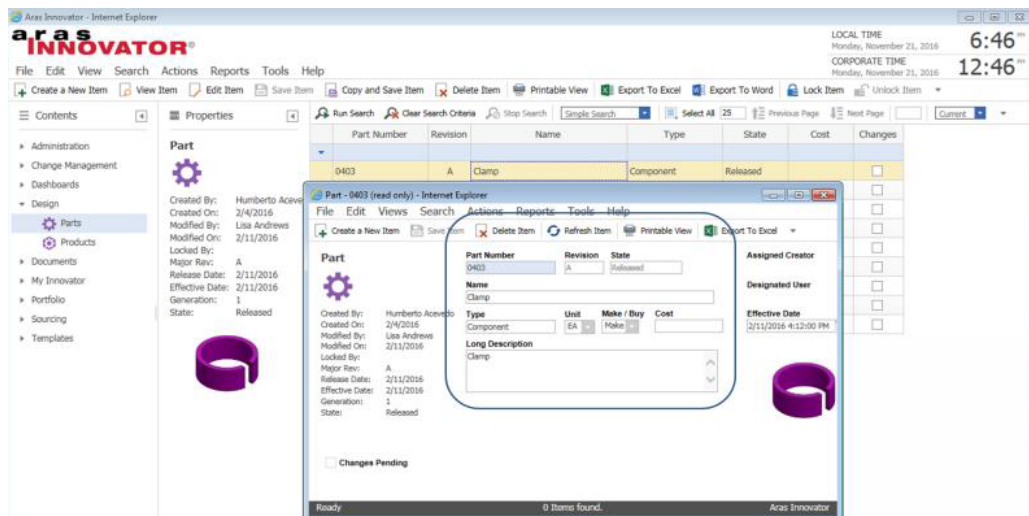 Aras Innovator - Internet Explorer
aras
INNOVATOR®
LOCAL TIME
Monday, November 21, 2016
6:46 PM
CORPORATE TIME
Monday, November 21, 2016
12:46 PM
File Edit View Search Actions Reports Tools Help
Create a New Item View Item Edit Item Save Item Copy and Save Item Delete Item Printable View Export To Excel Export To Word Lock Item Unlock Item
Contents
Administration
Change Management
Dashboards
Design
Parts
Products
Documents
My Innovator
Portfolio
Sourcing
Templates
Properties
Part
Created By: Humberto Aceve
Created On: 2/4/2016
Modified By: Lisa Andrews
Modified On: 2/11/2016
Locked By:
Major Rev: A
Release Date: 2/11/2016
Effective Date: 2/11/2016
Generation: 1
State: Released
Run Search Clear Search Criteria Stop Search Simple Search Select All 25 Previous Page Next Page Current
Part Number Revision Name Type State Cost Changes
0403 A Clamp Component Released
Part - 0403 (read only) - Internet Explorer
File Edit Views Search Actions Reports Tools Help
Create a New Item Save Item Delete Item Refresh Item Printable View Export To Excel
Part
Created By: Humberto Acevedo
Created On: 2/4/2016
Modified By: Lisa Andrews
Modified On: 2/11/2016
Locked By:
Major Rev: A
Release Date: 2/11/2016
Effective Date: 2/11/2016
Generation: 1
State: Released
Part Number Revision State
0403 A Released
Name
Clamp
Type Unit Make / Buy Cost
Component EA Make
Long Description
Clamp
Assigned Creator
Designated User
Effective Date
2/11/2016 4:12:00 PM
Changes Pending
Ready 0 Items found. Aras Innovator